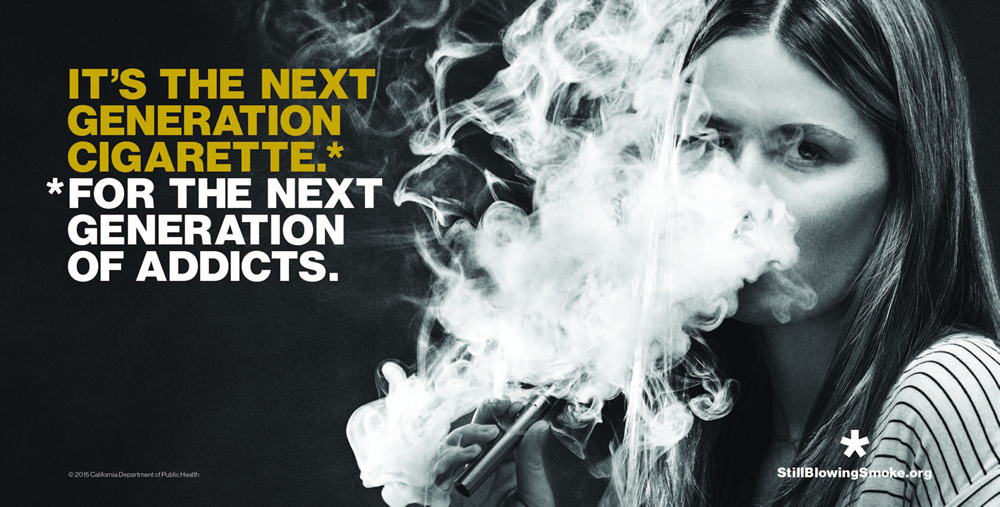 IT'S THE NEXT
GENERATION
CIGARETTE.*
*FOR THE NEXT
GENERATION
OF ADDICTS.
© 2015 California Department of Public Health
*
StillBlowingSmoke.org